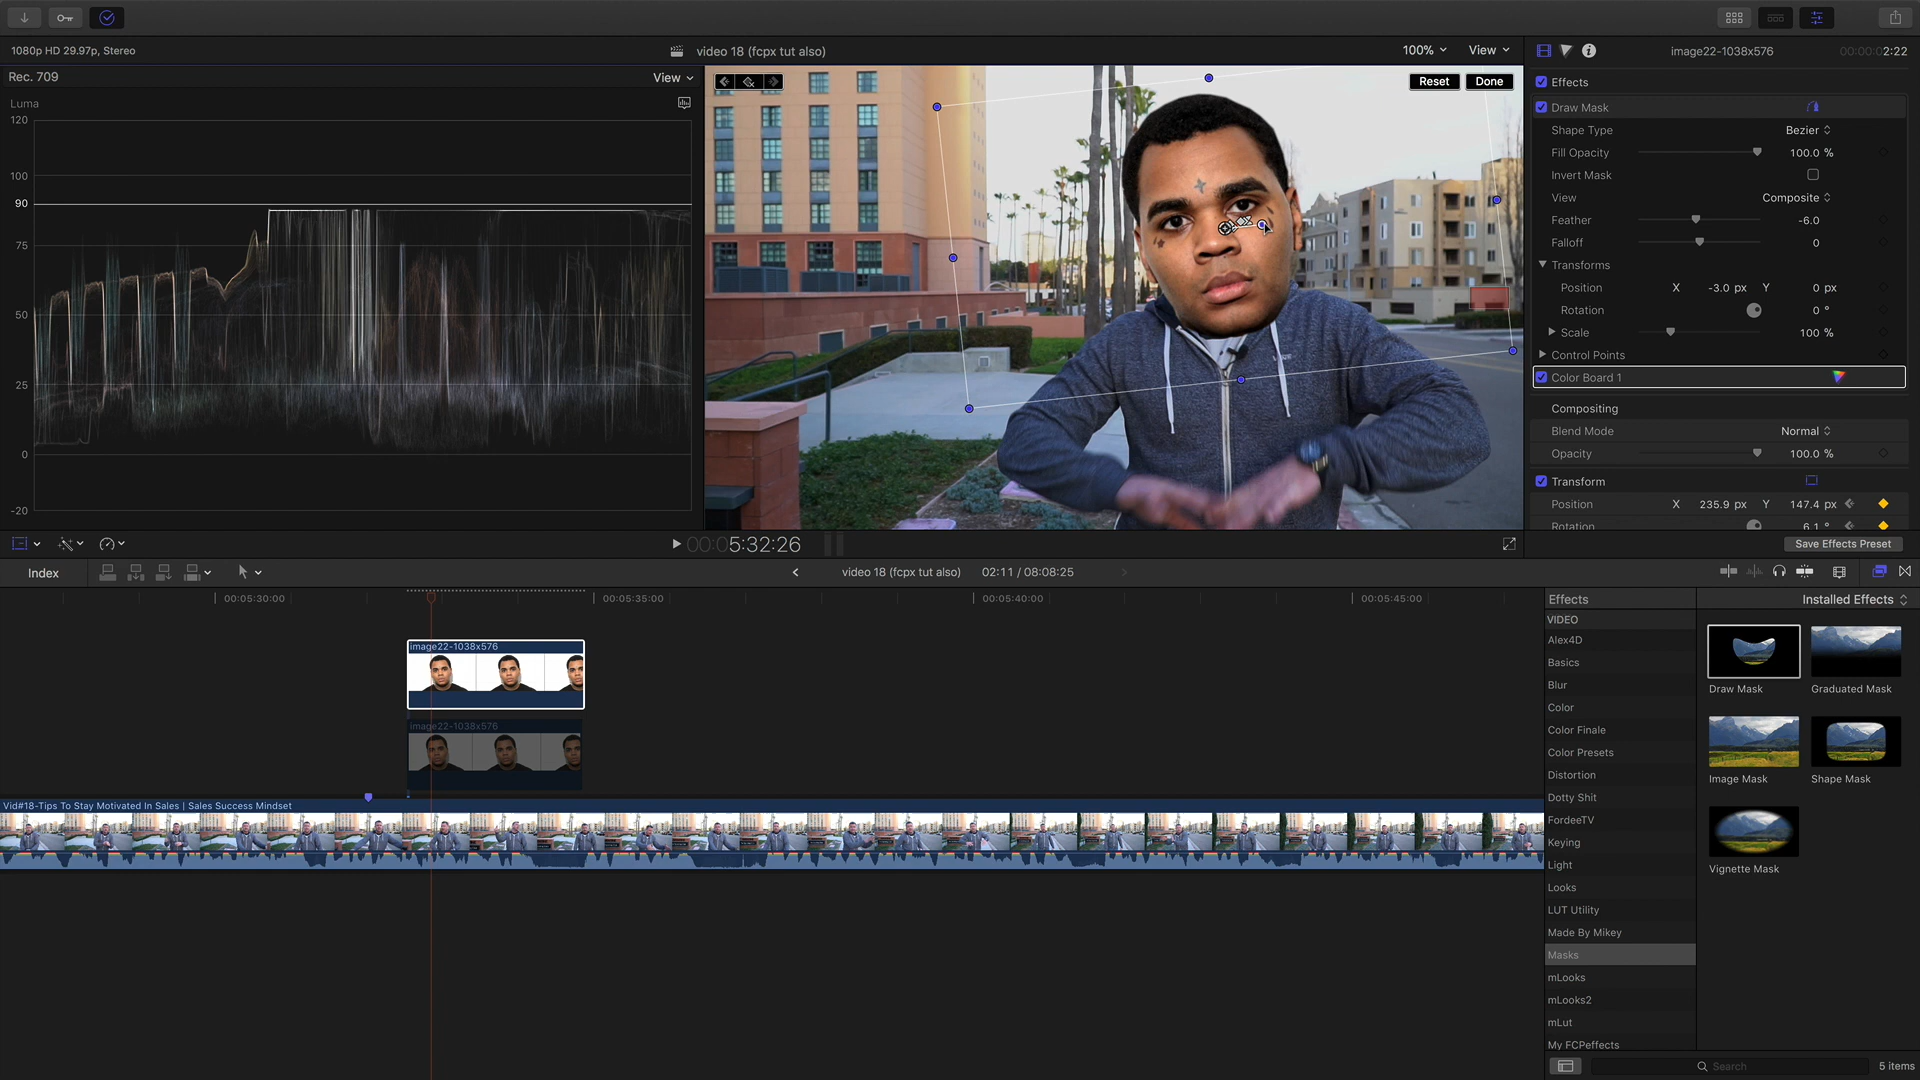 1080p HD 29.97p, Stereo
video 18 (fcpx tut also)
100%
View
image22-1038x576
00:00:02:22
Rec. 709
View
Reset
Done
Effects
Luma
120
100
90
75
50
25
0
-20
Draw Mask
Shape Type
Bezier
Fill Opacity
100.0 %
Invert Mask
View
Composite
Feather
-6.0
Falloff
0
Transforms
Position
X
-3.0 px
Y
0 px
Rotation
0 °
Scale
100 %
Control Points
Color Board 1
Compositing
Blend Mode
Normal
Opacity
100.0 %
Transform
Position
X
235.9 px
Y
147.4 px
Rotation
6.1 °
00:05:32:26
Save Effects Preset
Index
video 18 (fcpx tut also)
02:11 / 08:08:25
00:05:30:00
00:05:35:00
00:05:40:00
00:05:45:00
image22-1038x576
image22-1038x576
Vid#18-Tips To Stay Motivated In Sales | Sales Success Mindset
Effects
Installed Effects
VIDEO
Alex4D
Basics
Blur
Color
Color Finale
Color Presets
Distortion
Dotty Shit
FordeeTV
Keying
Light
Looks
LUT Utility
Made By Mikey
Masks
mLooks
mLooks2
mLut
My FCPeffects
Draw Mask
Graduated Mask
Image Mask
Shape Mask
Vignette Mask
Search
5 items